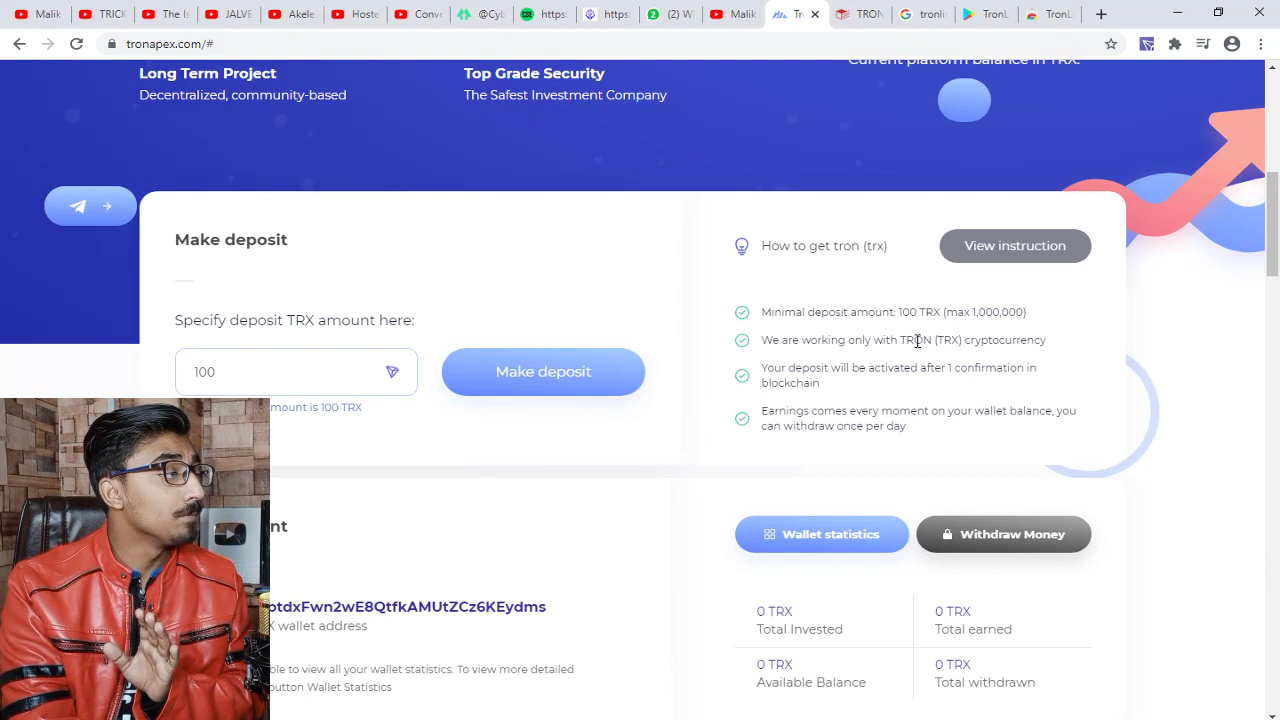 Malik
TRICK
The Is
JALVE
Akele
Hoste
Conv
@Cyb
https:
https:
(2) W
Malik
Tr
TRON
tronlin
TronL
TronL
tronapex.com/#
Current platform balance in TRX.
Long Term Project
Top Grade Security
Decentralized, community-based
The Safest Investment Company
Make deposit
How to get tron (trx)
View instruction
Specify deposit TRX amount here:
100
Make deposit
amount is 100 TRX
Minimal deposit amount: 100 TRX (max 1,000,000)
We are working only with TRON (TRX) cryptocurrency
Your deposit will be activated after 1 confirmation in
blockchain
Earnings comes every moment on your wallet balance, you
can withdraw once per day
nt
ptdxFwn2wE8QtfkAMUtZCz6KEydms
X wallet address
ble to view all your wallet statistics. To view more detailed
button Wallet Statistics
Wallet statistics
Withdraw Money
0 TRX
Total Invested
0 TRX
Total earned
0 TRX
Available Balance
0 TRX
Total withdrawn